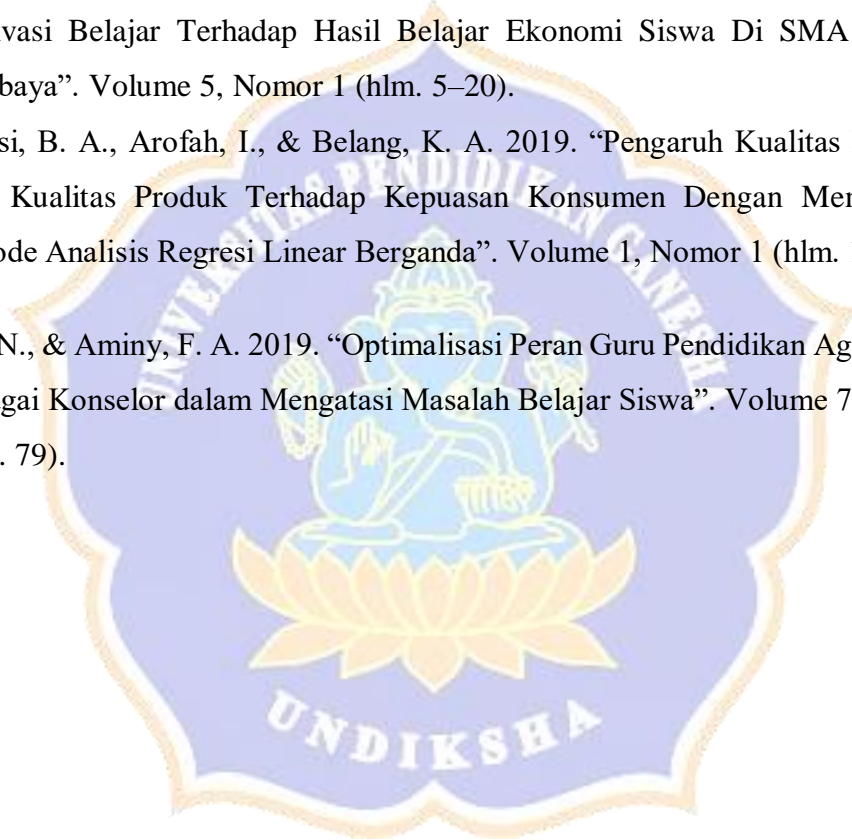 vasi Belajar Terhadap Hasil Belajar Ekonomi Siswa Di SMA
baya”. Volume 5, Nomor 1 (hlm. 5–20).
si, B. A., Arofah, I., & Belang, K. A. 2019. “Pengaruh Kualitas
Kualitas Produk Terhadap Kepuasan Konsumen Dengan Men
ode Analisis Regresi Linear Berganda”. Volume 1, Nomor 1 (hlm.
N., & Aminy, F. A. 2019. “Optimalisasi Peran Guru Pendidikan Ag
gai Konselor dalam Mengatasi Masalah Belajar Siswa”. Volume 7
. 79).
UNIVERSITAS PENDIDIKAN GANESHA
UNDIKSHA